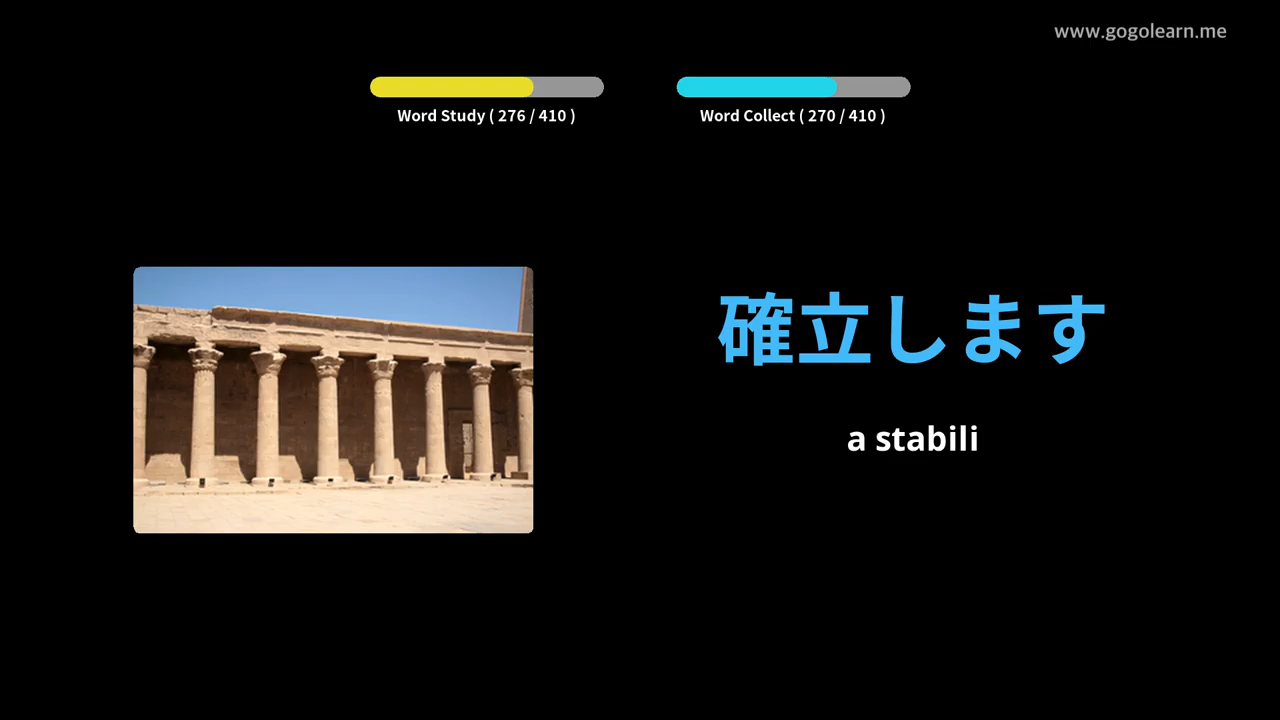 www.gogolearn.me
Word Study ( 276 / 410 )
Word Collect ( 270 / 410 )
確立します
a stabili